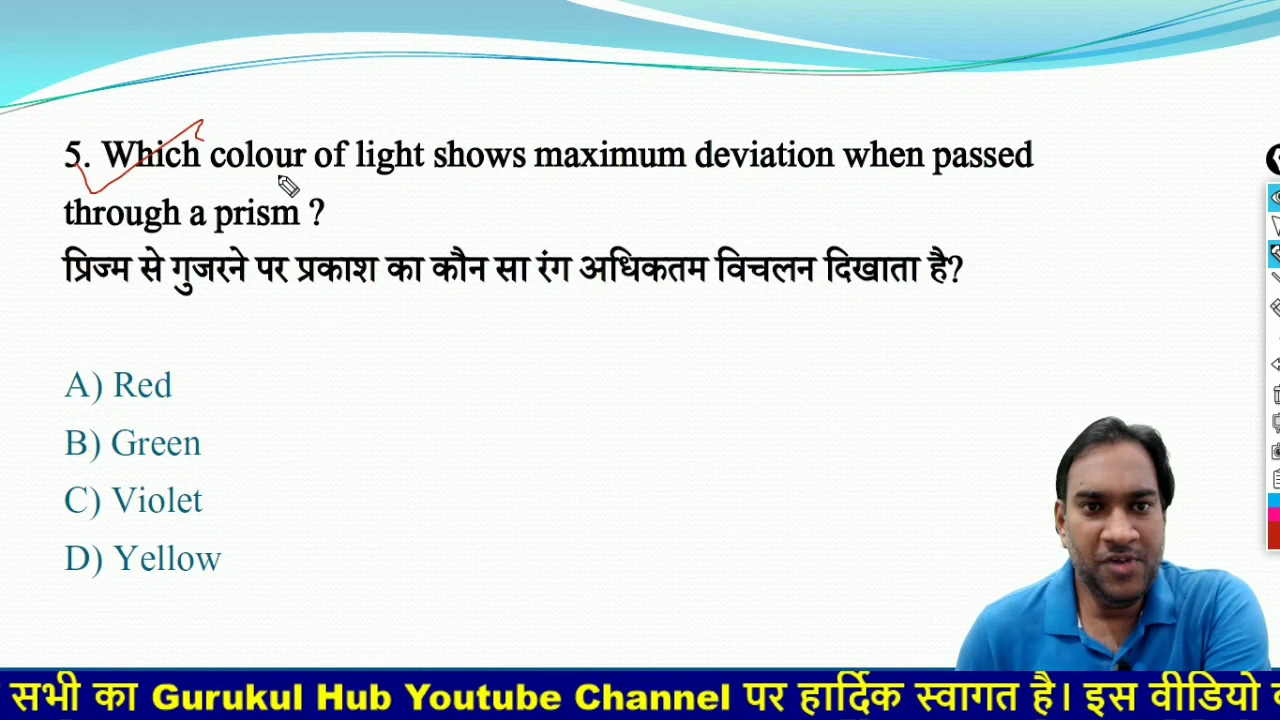 5. Which colour of light shows maximum deviation when passed
through a prism ?
प्रिज्म से गुजरने पर प्रकाश का कौन सा रंग अधिकतम विचलन दिखाता है?
A) Red
B) Green
C) Violet
D) Yellow
सभी का Gurukul Hub Youtube Channel पर हार्दिक स्वागत है। इस वीडियो